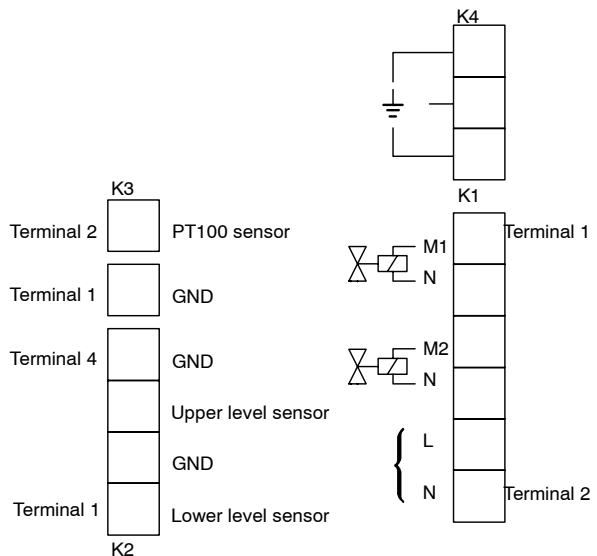 K4
K3
Terminal 2 PT100 sensor
Terminal 1 GND
Terminal 4 GND
Upper level sensor
GND
Terminal 1 Lower level sensor
K2
K1
M1 Terminal 1
N
M2
N
L
N Terminal 2